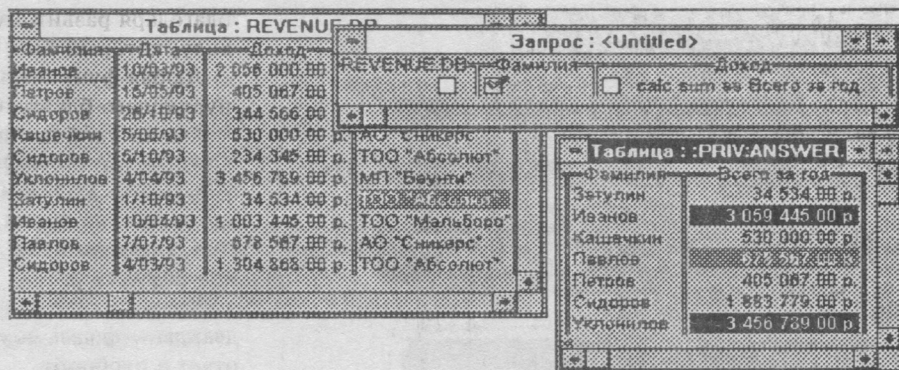 Таблица : REVENUE.DB
Фамилия Дата Доход
Иванов 10/03/93 2 056 000.00
Петров 15/05/93 405 067.00
Сидоров 344 566.00
Кашечкин 5/06/93 530 000.00 р. АО "Сникерс"
Сидоров 5/10/93 234 345.00 р. ТОО "Абсолют"
Уклонилов 4/04/93 3 456 789.00 р. МП "Баунти"
Затулин 1/10/93 34 534.00 р.
Иванов 10/04/93 1 003 445.00 р. ТОО "Мальборо"
Павлов 7/07/93 678 567.00 р. АО "Сникерс"
Сидоров 4/03/93 1 304 868.00 р. ТОО "Абсолют"
Запрос : <Untitled>
REVENUE.DB Фамилия Доход
calc sum as Всего за год
Таблица : :PRIV:ANSWER.
Фамилия Всего за год
Затулин 34 534.00 р.
Иванов 3 059 445.00 р
Кашечкин 530 000.00 р.
Павлов
Петров 405 067.00 р.
Сидоров 1 883 779.00 р.
Уклонилов 3 456 789.00 р